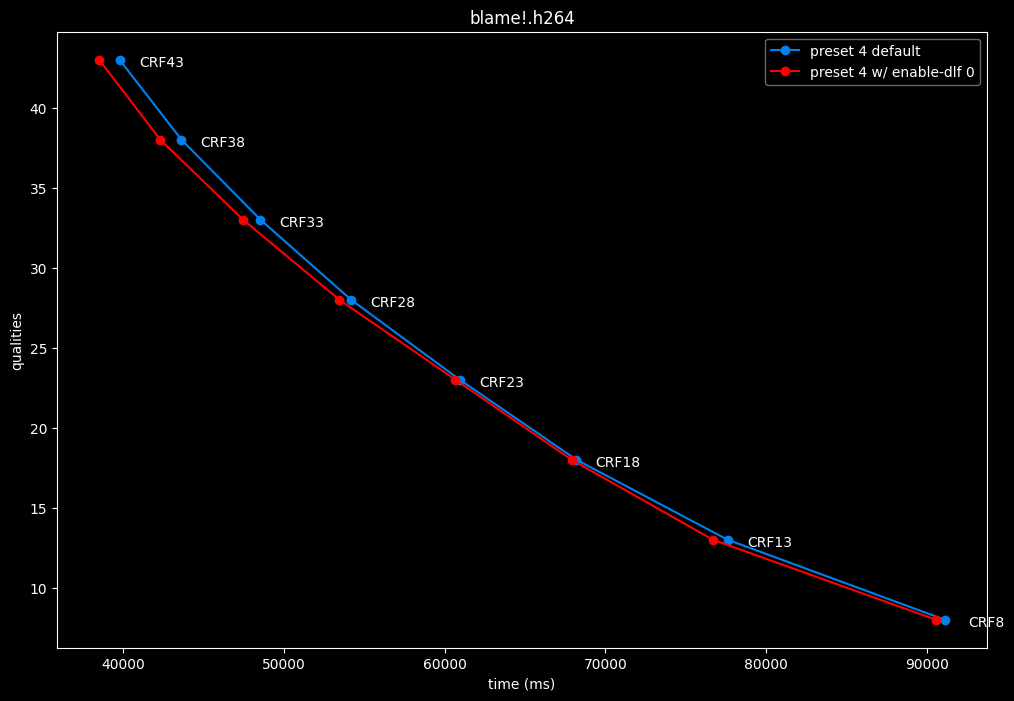 blame!.h264
preset 4 default
preset 4 w/ enable-dlf 0
CRF43
CRF38
CRF33
CRF28
CRF23
CRF18
CRF13
CRF8
40
35
30
25
20
15
10
qualities
40000 50000 60000 70000 80000 90000
time (ms)